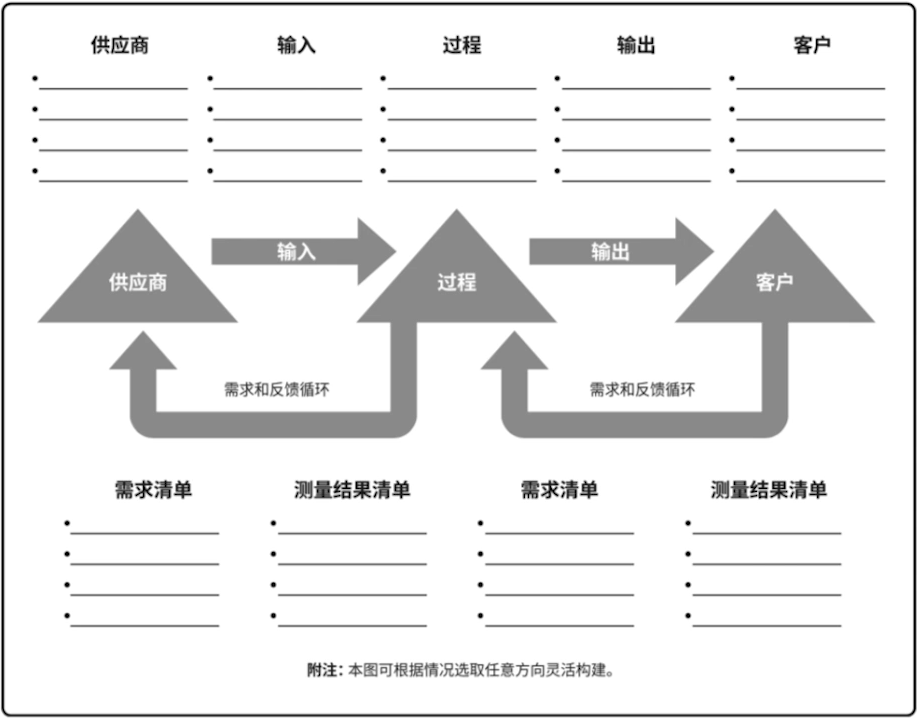 供应商 输入 过程 输出 客户
输入 输出
供应商 过程 客户
需求和反馈循环 需求和反馈循环
需求清单 测量结果清单 需求清单 测量结果清单
附注：本图可根据情况选取任意方向灵活构建。